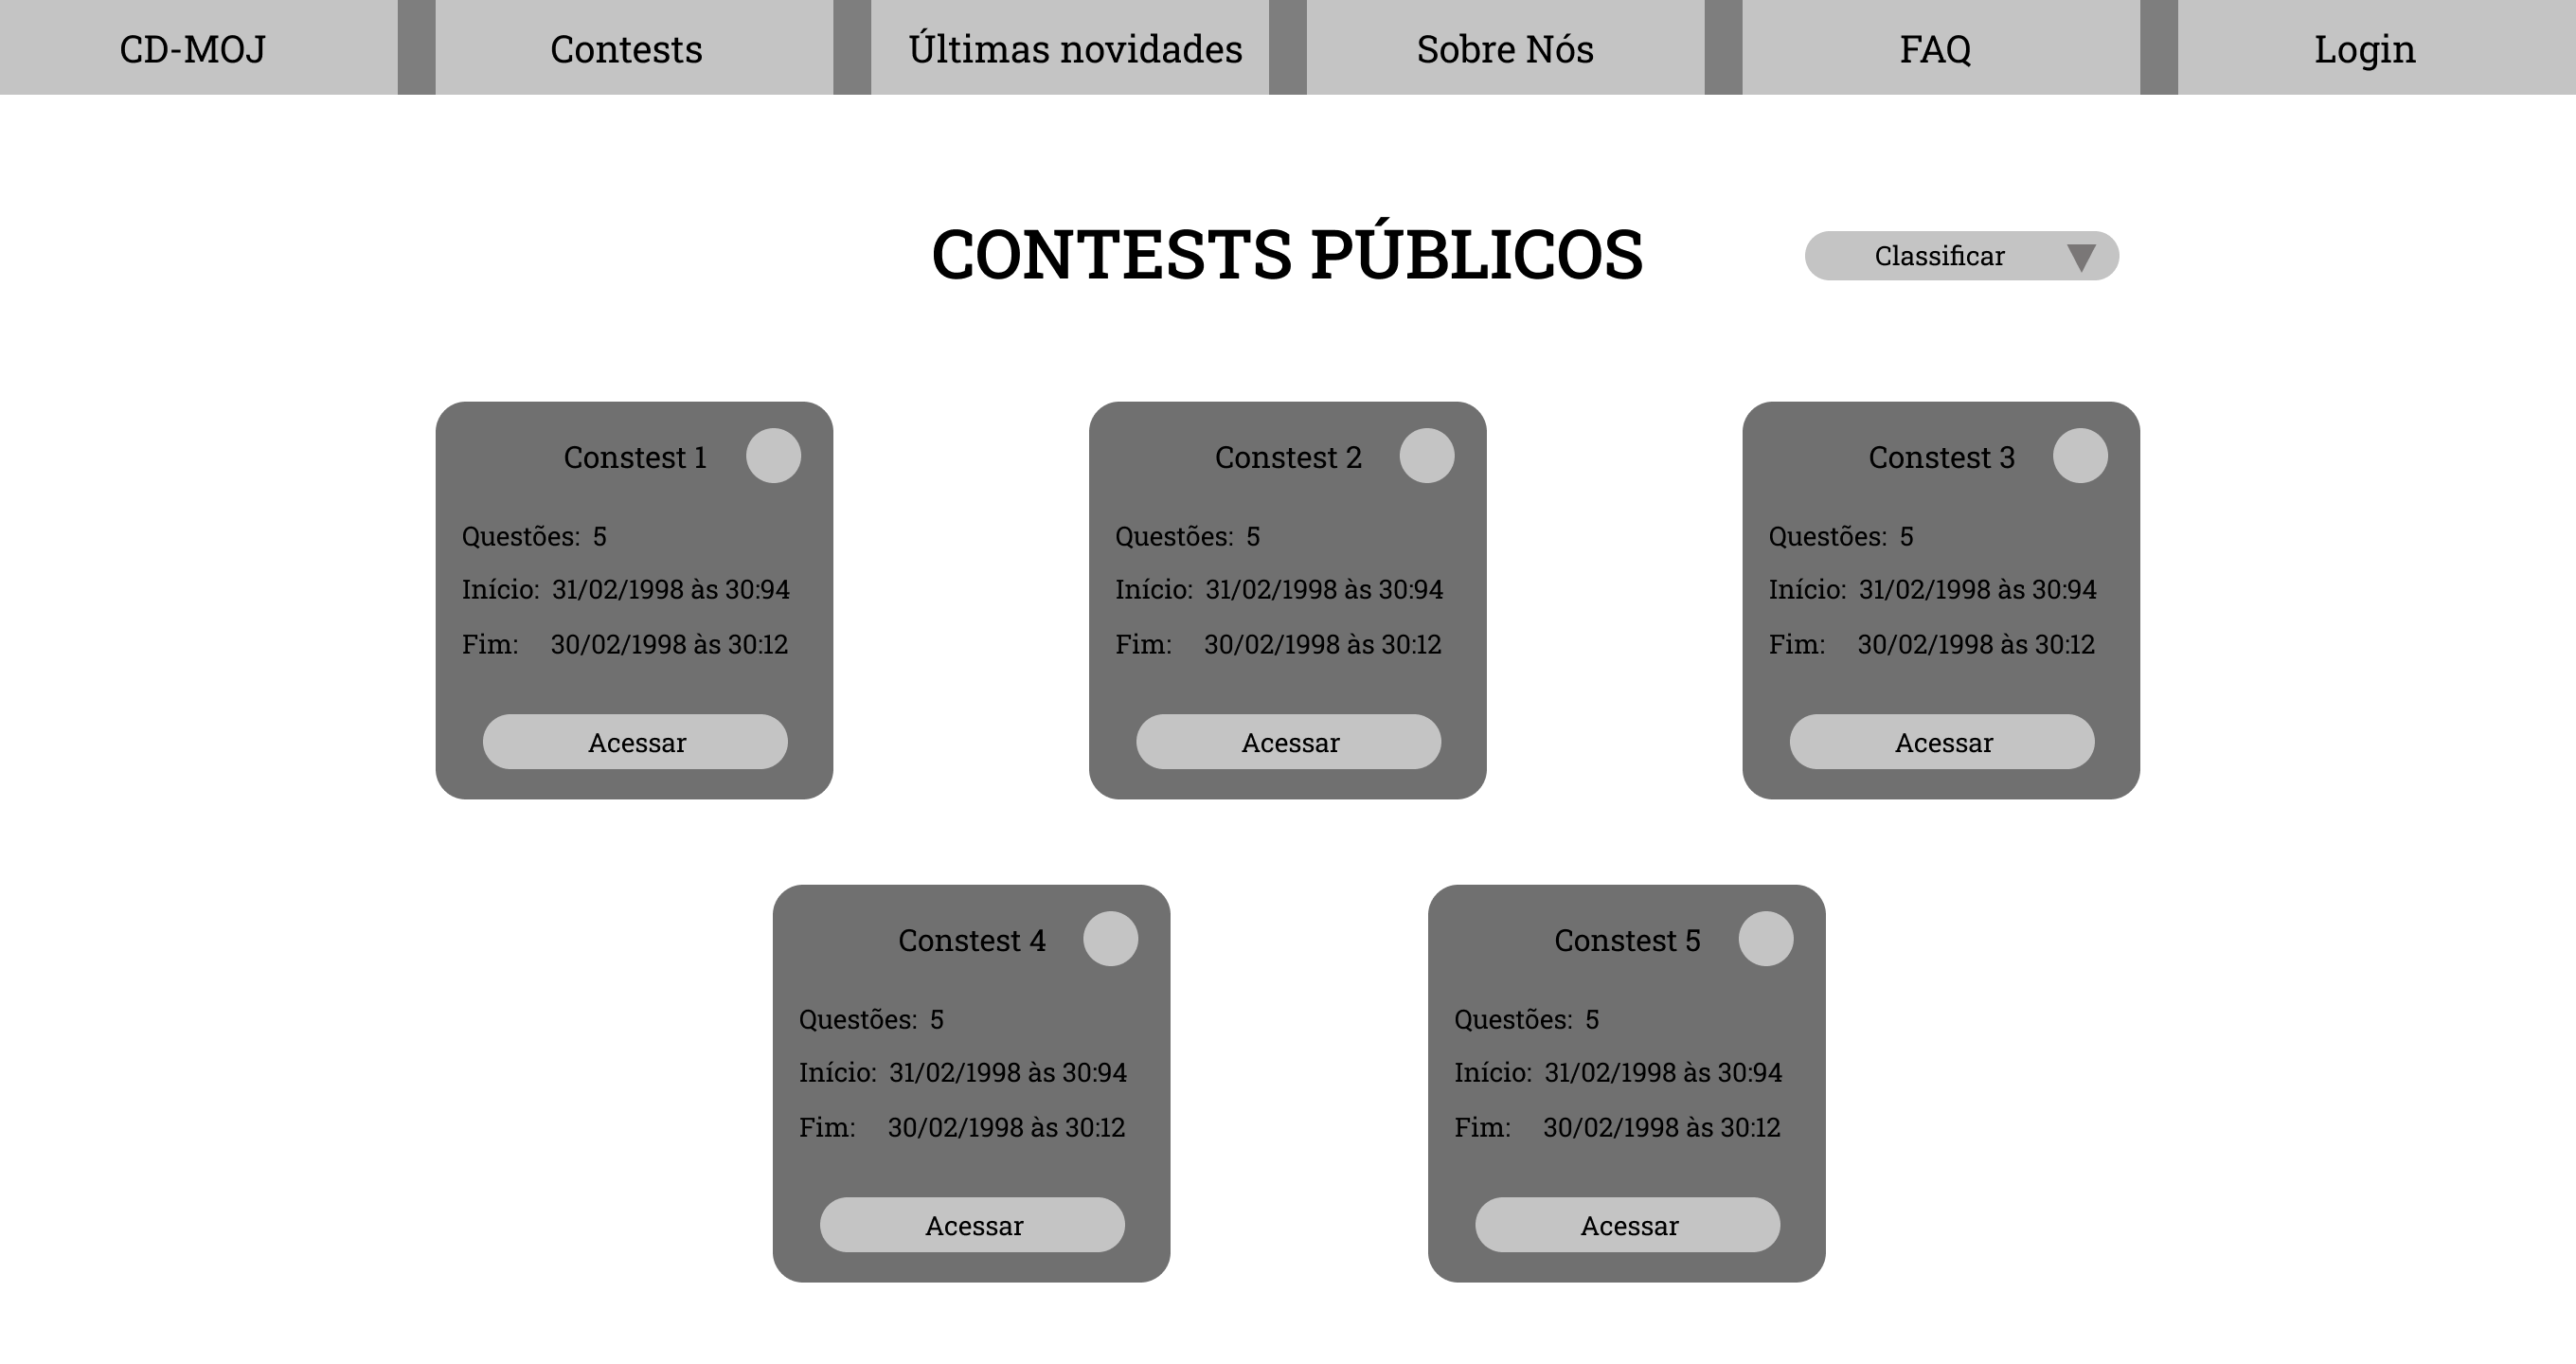 CD-MOJ
Contests
Últimas novidades
Sobre Nós
FAQ
Login
CONTESTS PÚBLICOS
Classificar
Constest 1
Questões: 5
Início: 31/02/1998 às 30:94
Fim: 30/02/1998 às 30:12
Acessar
Constest 2
Questões: 5
Início: 31/02/1998 às 30:94
Fim: 30/02/1998 às 30:12
Acessar
Constest 3
Questões: 5
Início: 31/02/1998 às 30:94
Fim: 30/02/1998 às 30:12
Acessar
Constest 4
Questões: 5
Início: 31/02/1998 às 30:94
Fim: 30/02/1998 às 30:12
Acessar
Constest 5
Questões: 5
Início: 31/02/1998 às 30:94
Fim: 30/02/1998 às 30:12
Acessar